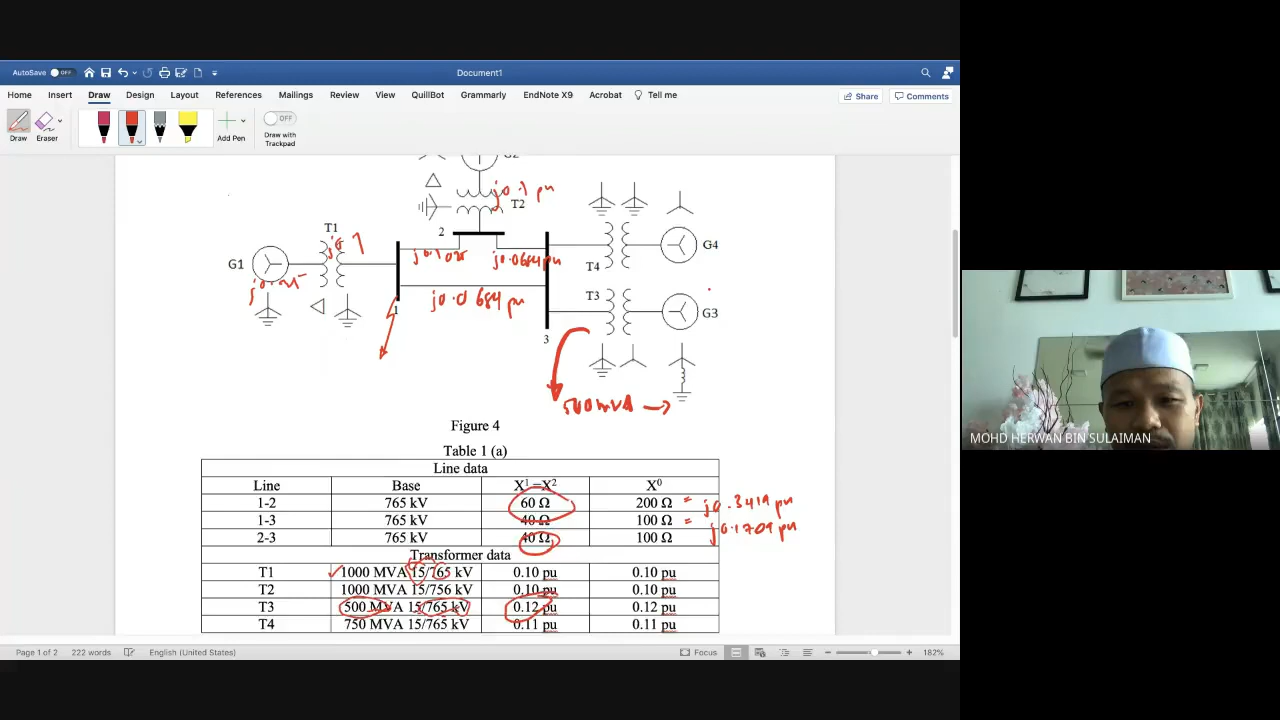 AutoSave OFF
Document1
Home Insert Draw Design Layout References Mailings Review View QuillBot Grammarly EndNote X9 Acrobat Tell me
Share Comments
Draw Eraser Add Pen
OFF
Draw with Trackpad
G2
j0.1 pu
T2
T1
2
G4
G1
j0.0684 pu
T4
T3
j0.0684 pu
G3
1
3
500 MVA
Figure 4
Table 1 (a)
Line data
Line Base X¹ =X² X⁰
1-2 765 kV 60 Ω 200 Ω = j0.3419 pu
1-3 765 kV 40 Ω 100 Ω = j0.1709 pu
2-3 765 kV 40 Ω 100 Ω
Transformer data
T1 1000 MVA 15/765 kV 0.10 pu 0.10 pu
T2 1000 MVA 15/756 kV 0.10 pu 0.10 pu
T3 500 MVA 15/765 kV 0.12 pu 0.12 pu
T4 750 MVA 15/765 kV 0.11 pu 0.11 pu
Page 1 of 2 222 words English (United States) Focus 182%
MOHD HERWAN BIN SULAIMAN